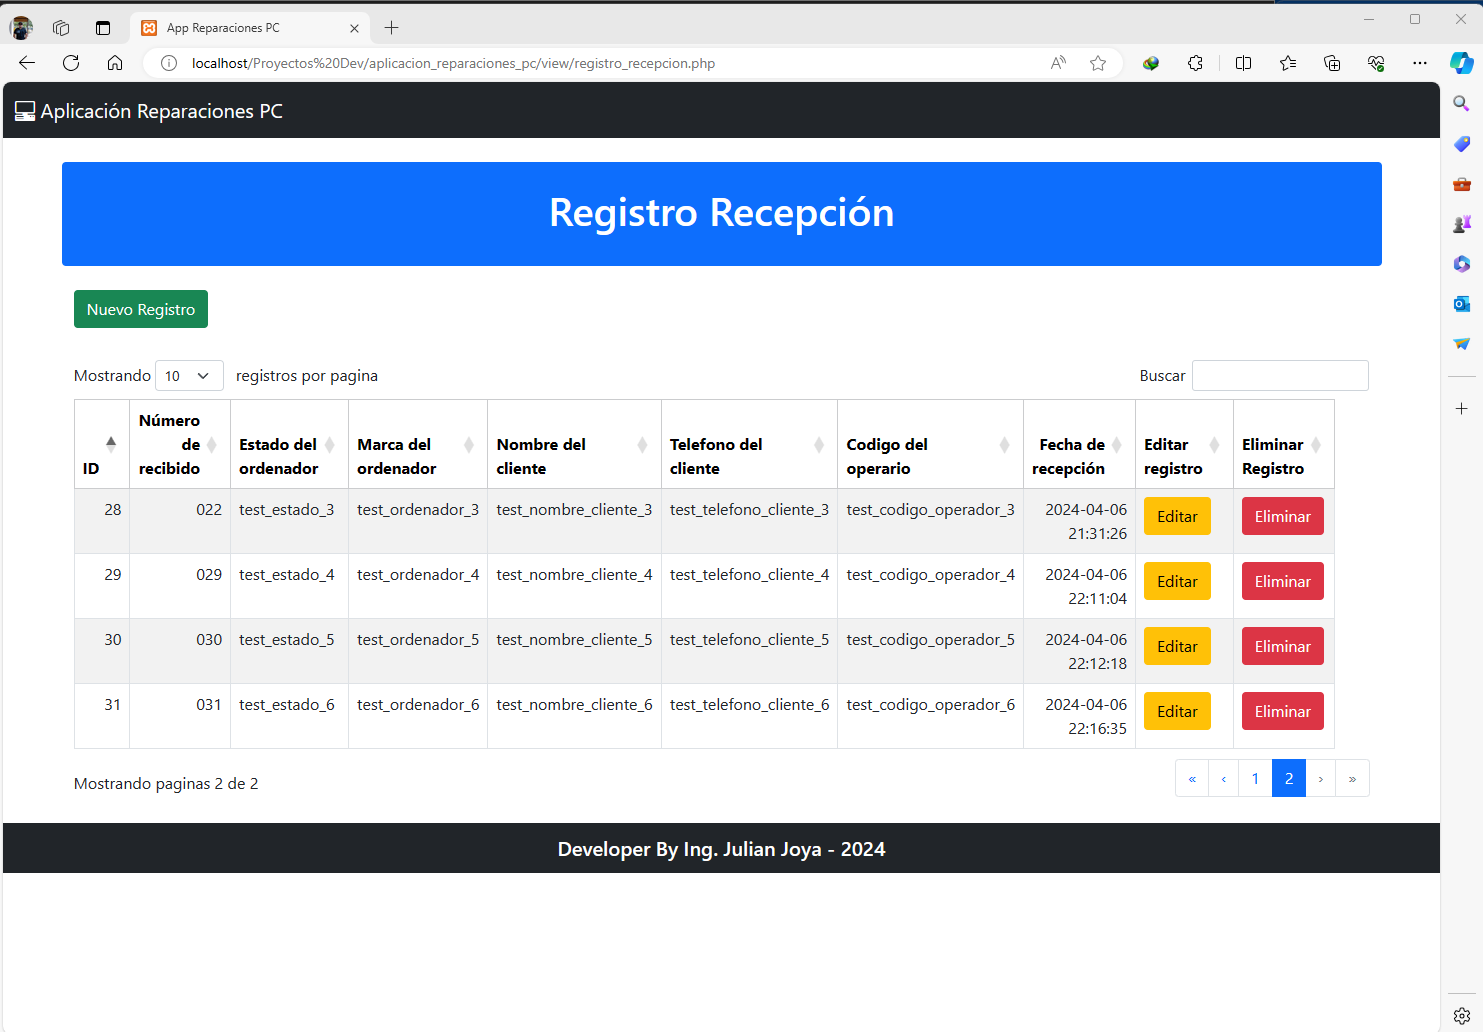 App Reparaciones PC
localhost/Proyectos%20Dev/aplicacion_reparaciones_pc/view/registro_recepcion.php
Aplicación Reparaciones PC
Registro Recepción
Nuevo Registro
Mostrando 10 registros por pagina Buscar
ID Número de recibido Estado del ordenador Marca del ordenador Nombre del cliente Telefono del cliente Codigo del operario Fecha de recepción Editar registro Eliminar Registro
28 022 test_estado_3 test_ordenador_3 test_nombre_cliente_3 test_telefono_cliente_3 test_codigo_operador_3 2024-04-06 21:31:26 Editar Eliminar
29 029 test_estado_4 test_ordenador_4 test_nombre_cliente_4 test_telefono_cliente_4 test_codigo_operador_4 2024-04-06 22:11:04 Editar Eliminar
30 030 test_estado_5 test_ordenador_5 test_nombre_cliente_5 test_telefono_cliente_5 test_codigo_operador_5 2024-04-06 22:12:18 Editar Eliminar
31 031 test_estado_6 test_ordenador_6 test_nombre_cliente_6 test_telefono_cliente_6 test_codigo_operador_6 2024-04-06 22:16:35 Editar Eliminar
Mostrando paginas 2 de 2 « ‹ 1 2 › »
Developer By Ing. Julian Joya - 2024